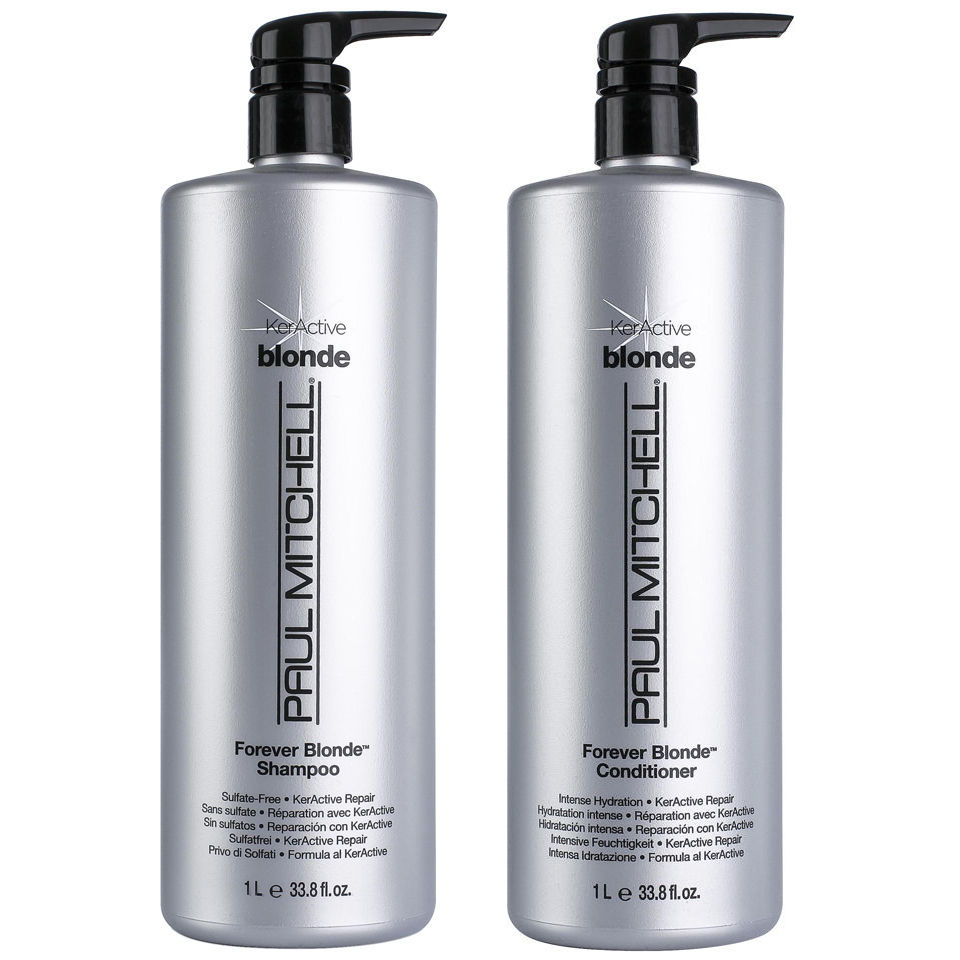 KerActive
blonde
PAUL MITCHELL®
Forever Blonde™
Shampoo
Sulfate-Free • KerActive Repair
Sans sulfate • Réparation avec KerActive
Sin sulfatos • Reparación con KerActive
Sulfatfrei • KerActive Repair
Privo di Solfati • Formula al KerActive
1 L ℮ 33.8 fl. oz.
KerActive
blonde
PAUL MITCHELL®
Forever Blonde™
Conditioner
Intense Hydration • KerActive Repair
Hydratation intense • Réparation avec KerActive
Hidratación intensa • Reparación con KerActive
Intensive Feuchtigkeit • KerActive Repair
Intensa Idratazione • Formula al KerActive
1 L ℮ 33.8 fl. oz.